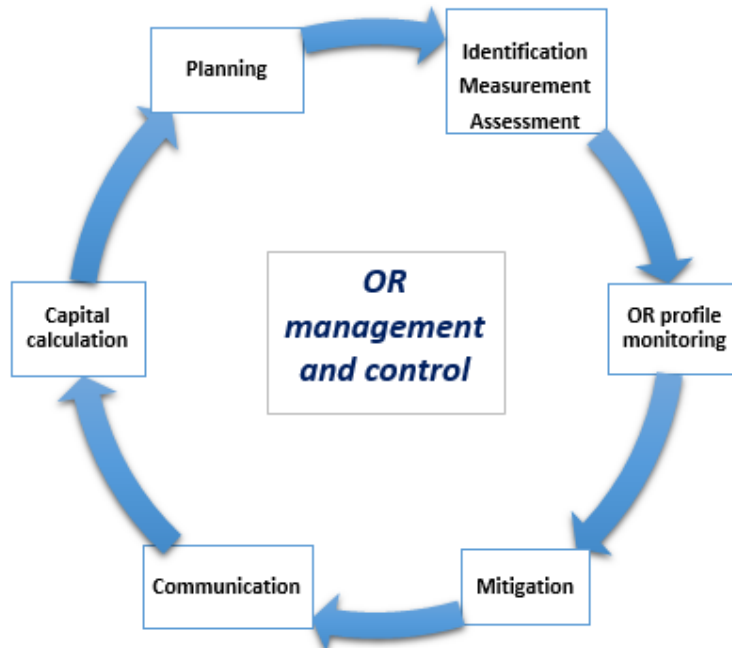 Planning
Identification
Measurement
Assessment
OR profile
monitoring
Mitigation
Communication
Capital
calculation
OR
management
and control